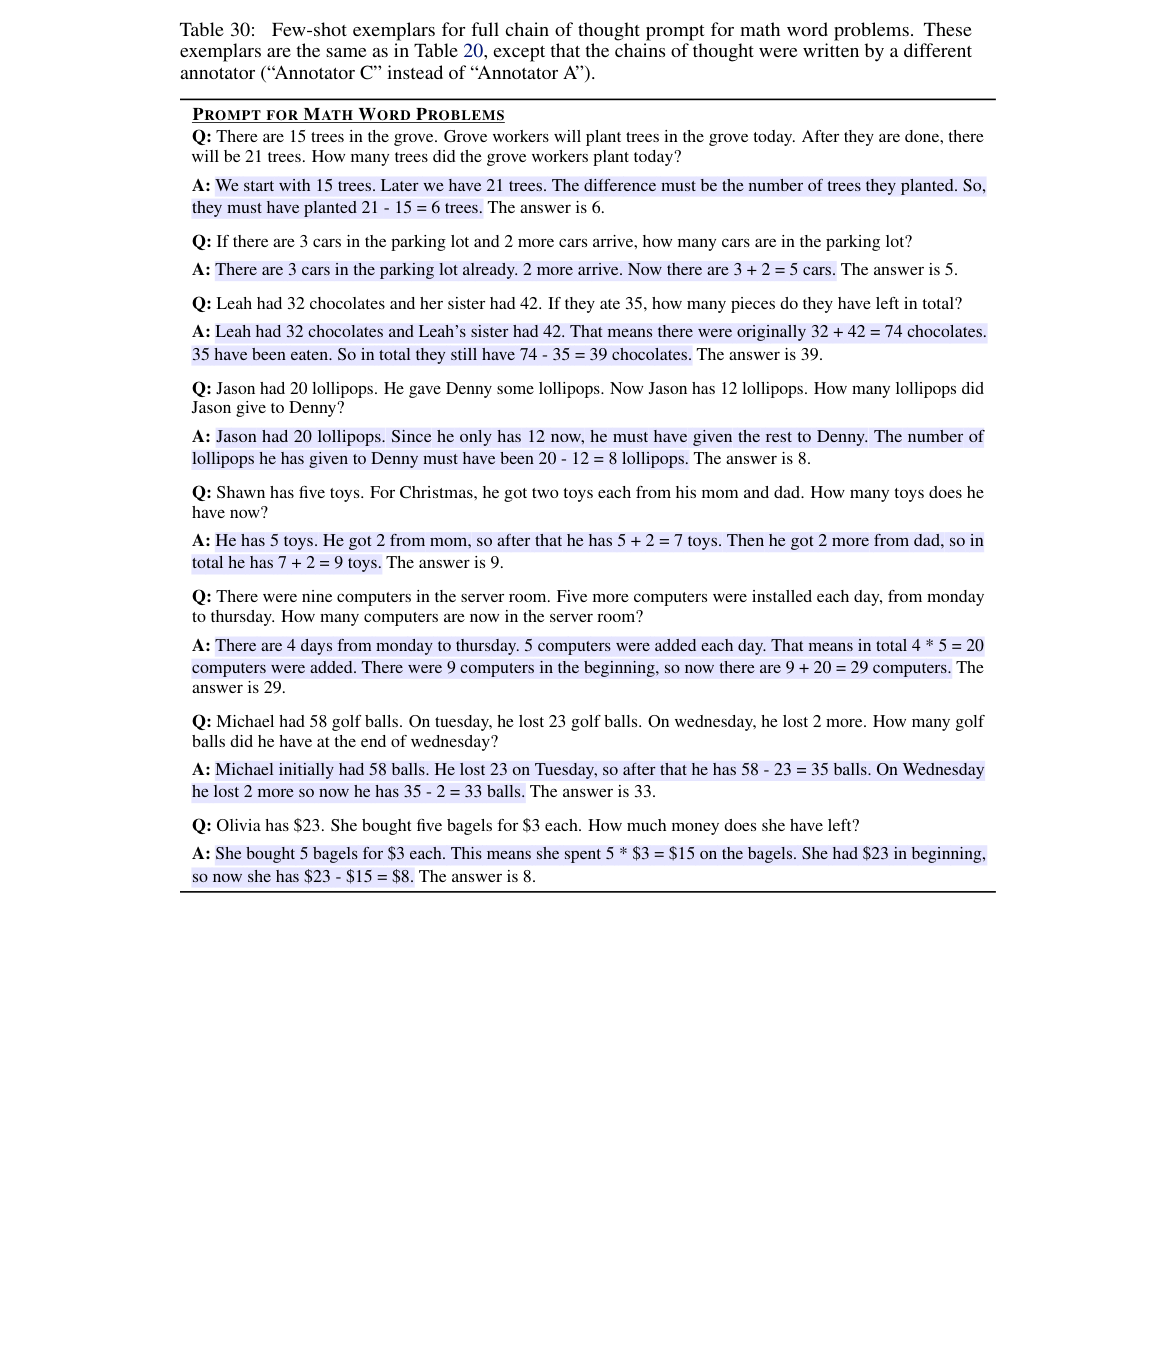 Table 30: Few-shot exemplars for full chain of thought prompt for math word problems. These
exemplars are the same as in Table 20, except that the chains of thought were written by a different
annotator (“Annotator C” instead of “Annotator A”).
PROMPT FOR MATH WORD PROBLEMS
Q: There are 15 trees in the grove. Grove workers will plant trees in the grove today. After they are done, there
will be 21 trees. How many trees did the grove workers plant today?
A: We start with 15 trees. Later we have 21 trees. The difference must be the number of trees they planted. So,
they must have planted 21 - 15 = 6 trees. The answer is 6.
Q: If there are 3 cars in the parking lot and 2 more cars arrive, how many cars are in the parking lot?
A: There are 3 cars in the parking lot already. 2 more arrive. Now there are 3 + 2 = 5 cars. The answer is 5.
Q: Leah had 32 chocolates and her sister had 42. If they ate 35, how many pieces do they have left in total?
A: Leah had 32 chocolates and Leah’s sister had 42. That means there were originally 32 + 42 = 74 chocolates.
35 have been eaten. So in total they still have 74 - 35 = 39 chocolates. The answer is 39.
Q: Jason had 20 lollipops. He gave Denny some lollipops. Now Jason has 12 lollipops. How many lollipops did
Jason give to Denny?
A: Jason had 20 lollipops. Since he only has 12 now, he must have given the rest to Denny. The number of
lollipops he has given to Denny must have been 20 - 12 = 8 lollipops. The answer is 8.
Q: Shawn has five toys. For Christmas, he got two toys each from his mom and dad. How many toys does he
have now?
A: He has 5 toys. He got 2 from mom, so after that he has 5 + 2 = 7 toys. Then he got 2 more from dad, so in
total he has 7 + 2 = 9 toys. The answer is 9.
Q: There were nine computers in the server room. Five more computers were installed each day, from monday
to thursday. How many computers are now in the server room?
A: There are 4 days from monday to thursday. 5 computers were added each day. That means in total 4 * 5 = 20
computers were added. There were 9 computers in the beginning, so now there are 9 + 20 = 29 computers. The
answer is 29.
Q: Michael had 58 golf balls. On tuesday, he lost 23 golf balls. On wednesday, he lost 2 more. How many golf
balls did he have at the end of wednesday?
A: Michael initially had 58 balls. He lost 23 on Tuesday, so after that he has 58 - 23 = 35 balls. On Wednesday
he lost 2 more so now he has 35 - 2 = 33 balls. The answer is 33.
Q: Olivia has $23. She bought five bagels for $3 each. How much money does she have left?
A: She bought 5 bagels for $3 each. This means she spent 5 * $3 = $15 on the bagels. She had $23 in beginning,
so now she has $23 - $15 = $8. The answer is 8.